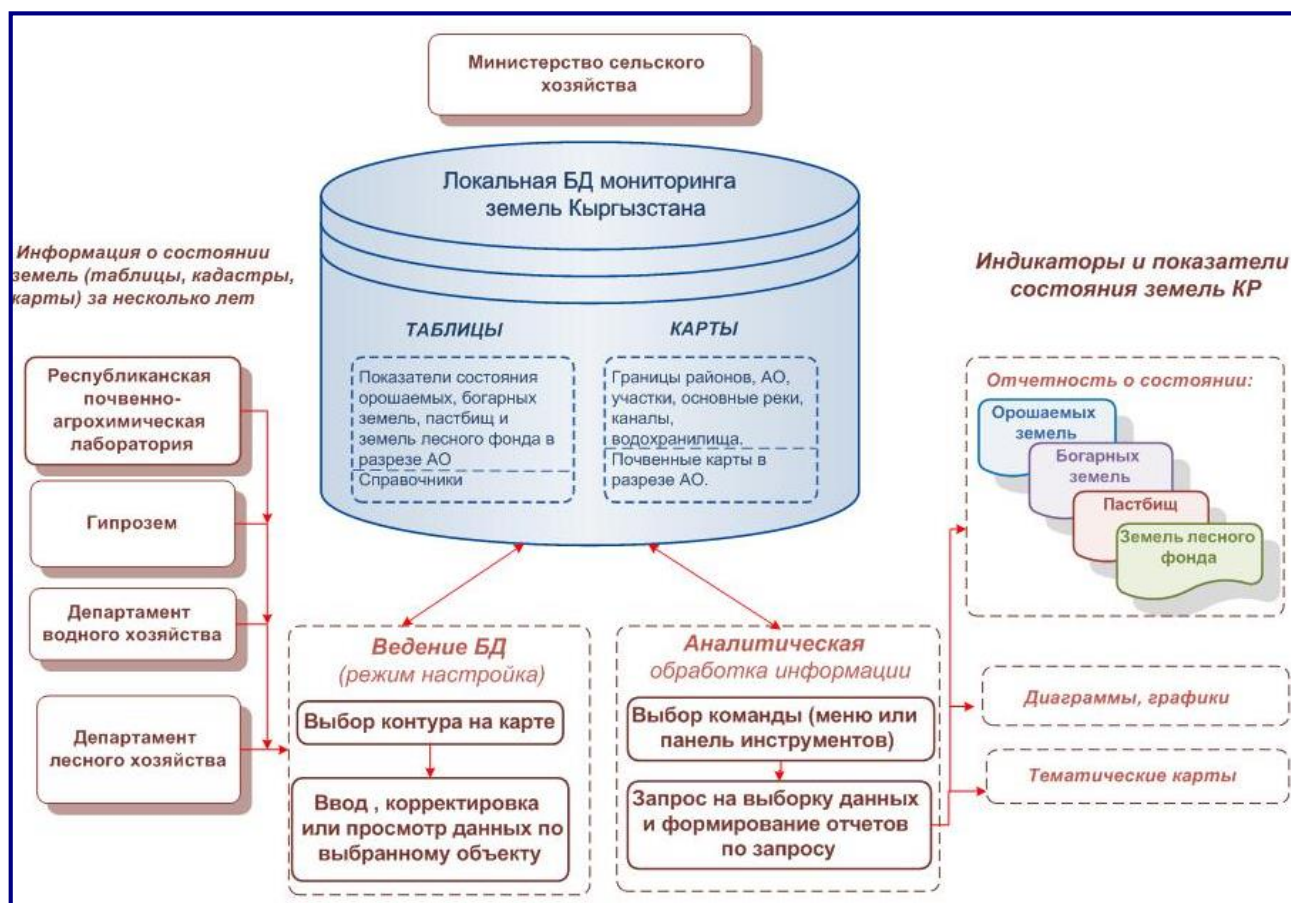 Министерство сельского
хозяйства
Локальная БД мониторинга
земель Кыргызстана
Информация о состоянии
земель (таблицы, кадастры,
карты) за несколько лет
Республиканская
почвенно-
агрохимическая
лаборатория
Гипрозем
Департамент
водного хозяйства
Департамент
лесного хозяйства
ТАБЛИЦЫ
Показатели состояния
орошаемых, богарных
земель, пастбищ и
земель лесного фонда в
разрезе АО
Справочники
КАРТЫ
Границы районов, АО,
участки, основные реки,
каналы,
водохранилища.
Почвенные карты в
разрезе АО.
Ведение БД
(режим настройка)
Выбор контура на карте
Ввод , корректировка
или просмотр данных по
выбранному объекту
Аналитическая
обработка информации
Выбор команды (меню или
панель инструментов)
Запрос на выборку данных
и формирование отчетов
по запросу
Индикаторы и показатели
состояния земель КР
Отчетность о состоянии:
Орошаемых
земель
Богарных
земель
Пастбищ
Земель лесного
фонда
Диаграммы, графики
Тематические карты